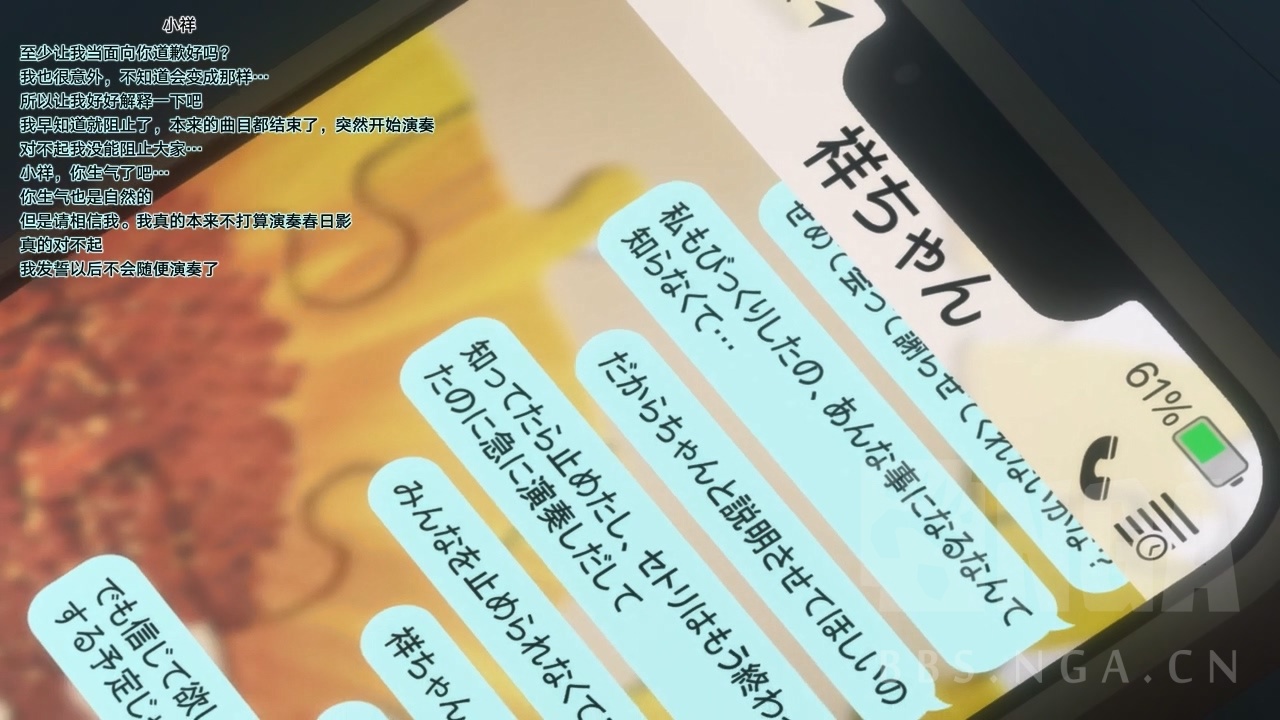 小祥
至少让我当面向你道歉好吗?
我也很意外，不知道会变成那样…
所以让我好好解释一下吧
我早知道就阻止了，本来的曲目都结束了，突然开始演奏
对不起我没能阻止大家…
小祥，你生气了吧…
你生气也是自然的
但是请相信我。我真的本来不打算演奏春日影
真的对不起
我发誓以后不会随便演奏了
祥ちゃん
61%
せめて会って謝らせてくれないかな？
私もびっくりしたの、あんな事になるなんて
知らなくて…
だからちゃんと説明させてほしいの
知ってたら止めたし、セトリはもう終わっ
たのに急に演奏しだして
みんなを止められなくて
祥ちゃん
でも信じて欲し
する予定じ
BBS.NGA.CN